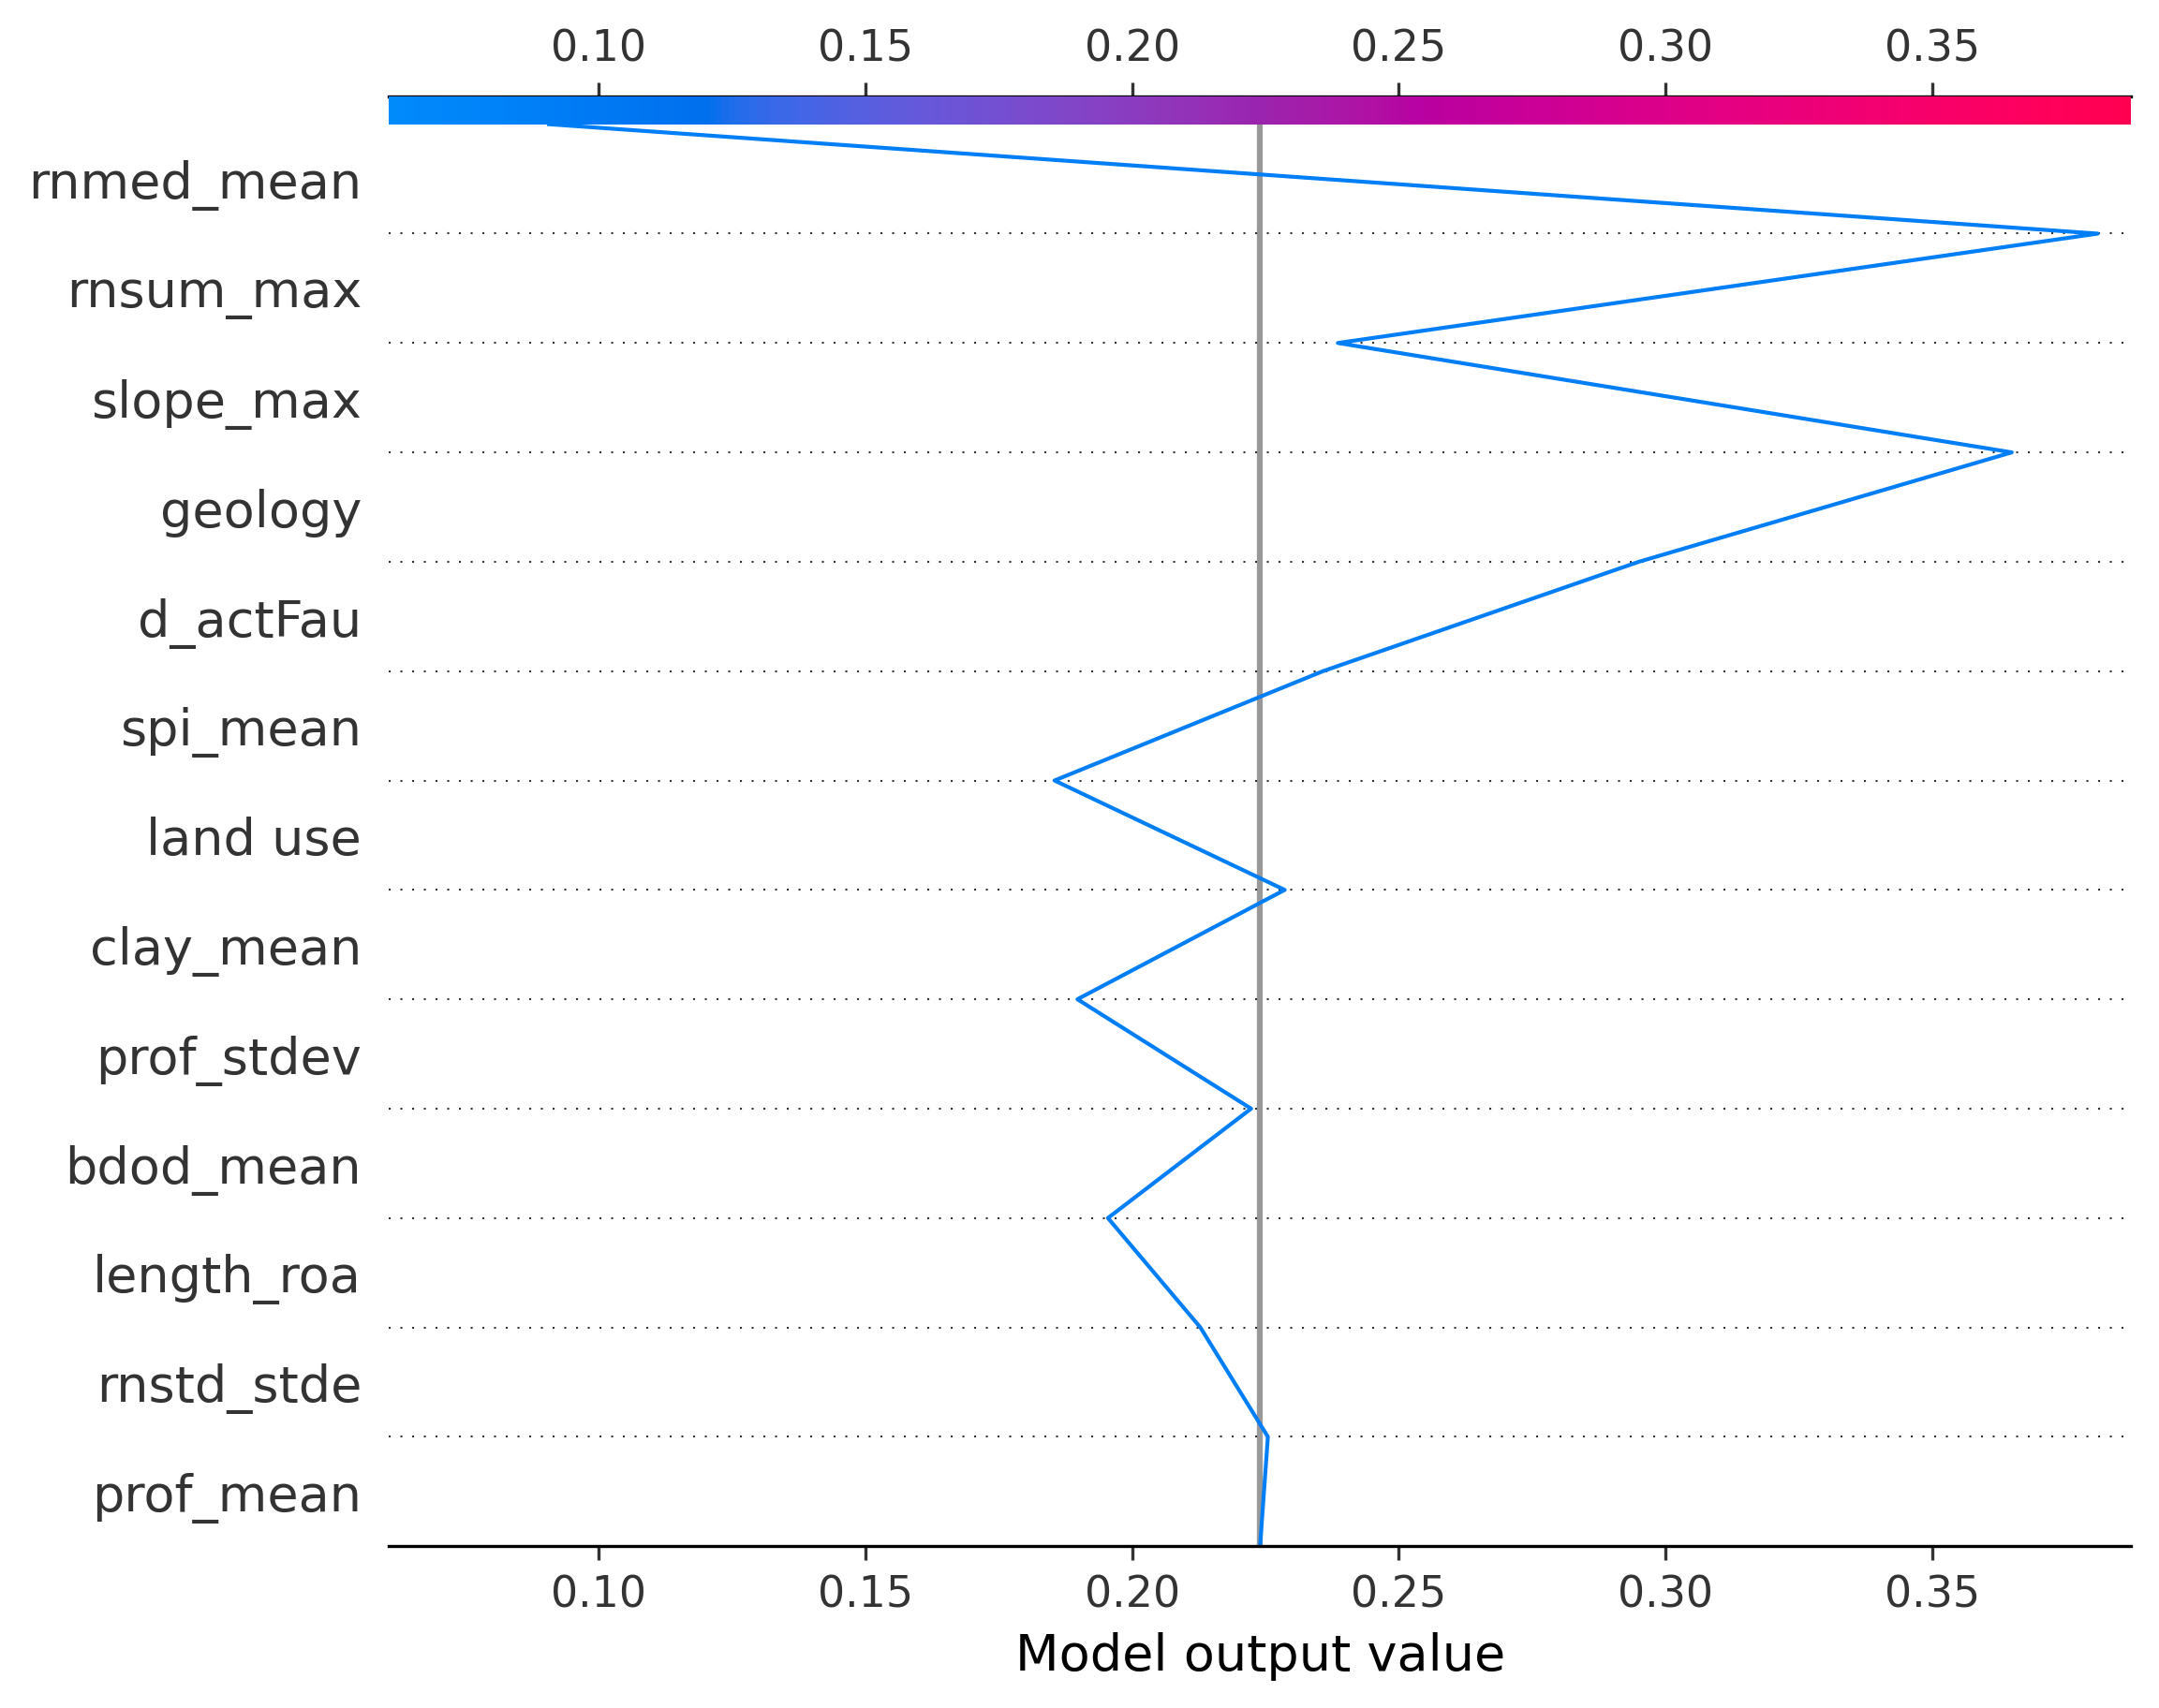 0.10 0.15 0.20 0.25 0.30 0.35
rnmed_mean
rnsum_max
slope_max
geology
d_actFau
spi_mean
land use
clay_mean
prof_stdev
bdod_mean
length_roa
rnstd_stde
prof_mean
0.10 0.15 0.20 0.25 0.30 0.35
Model output value